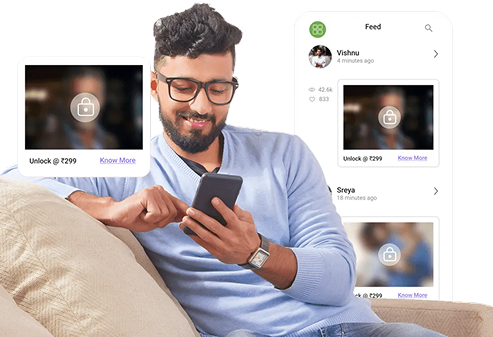 Feed
Vishnu
4 minutes ago
42.6k
833
Unlock @ ₹299 Know More
Unlock @ ₹299 Know More
Sreya
18 minutes ago
Unlock @ ₹299 Know More